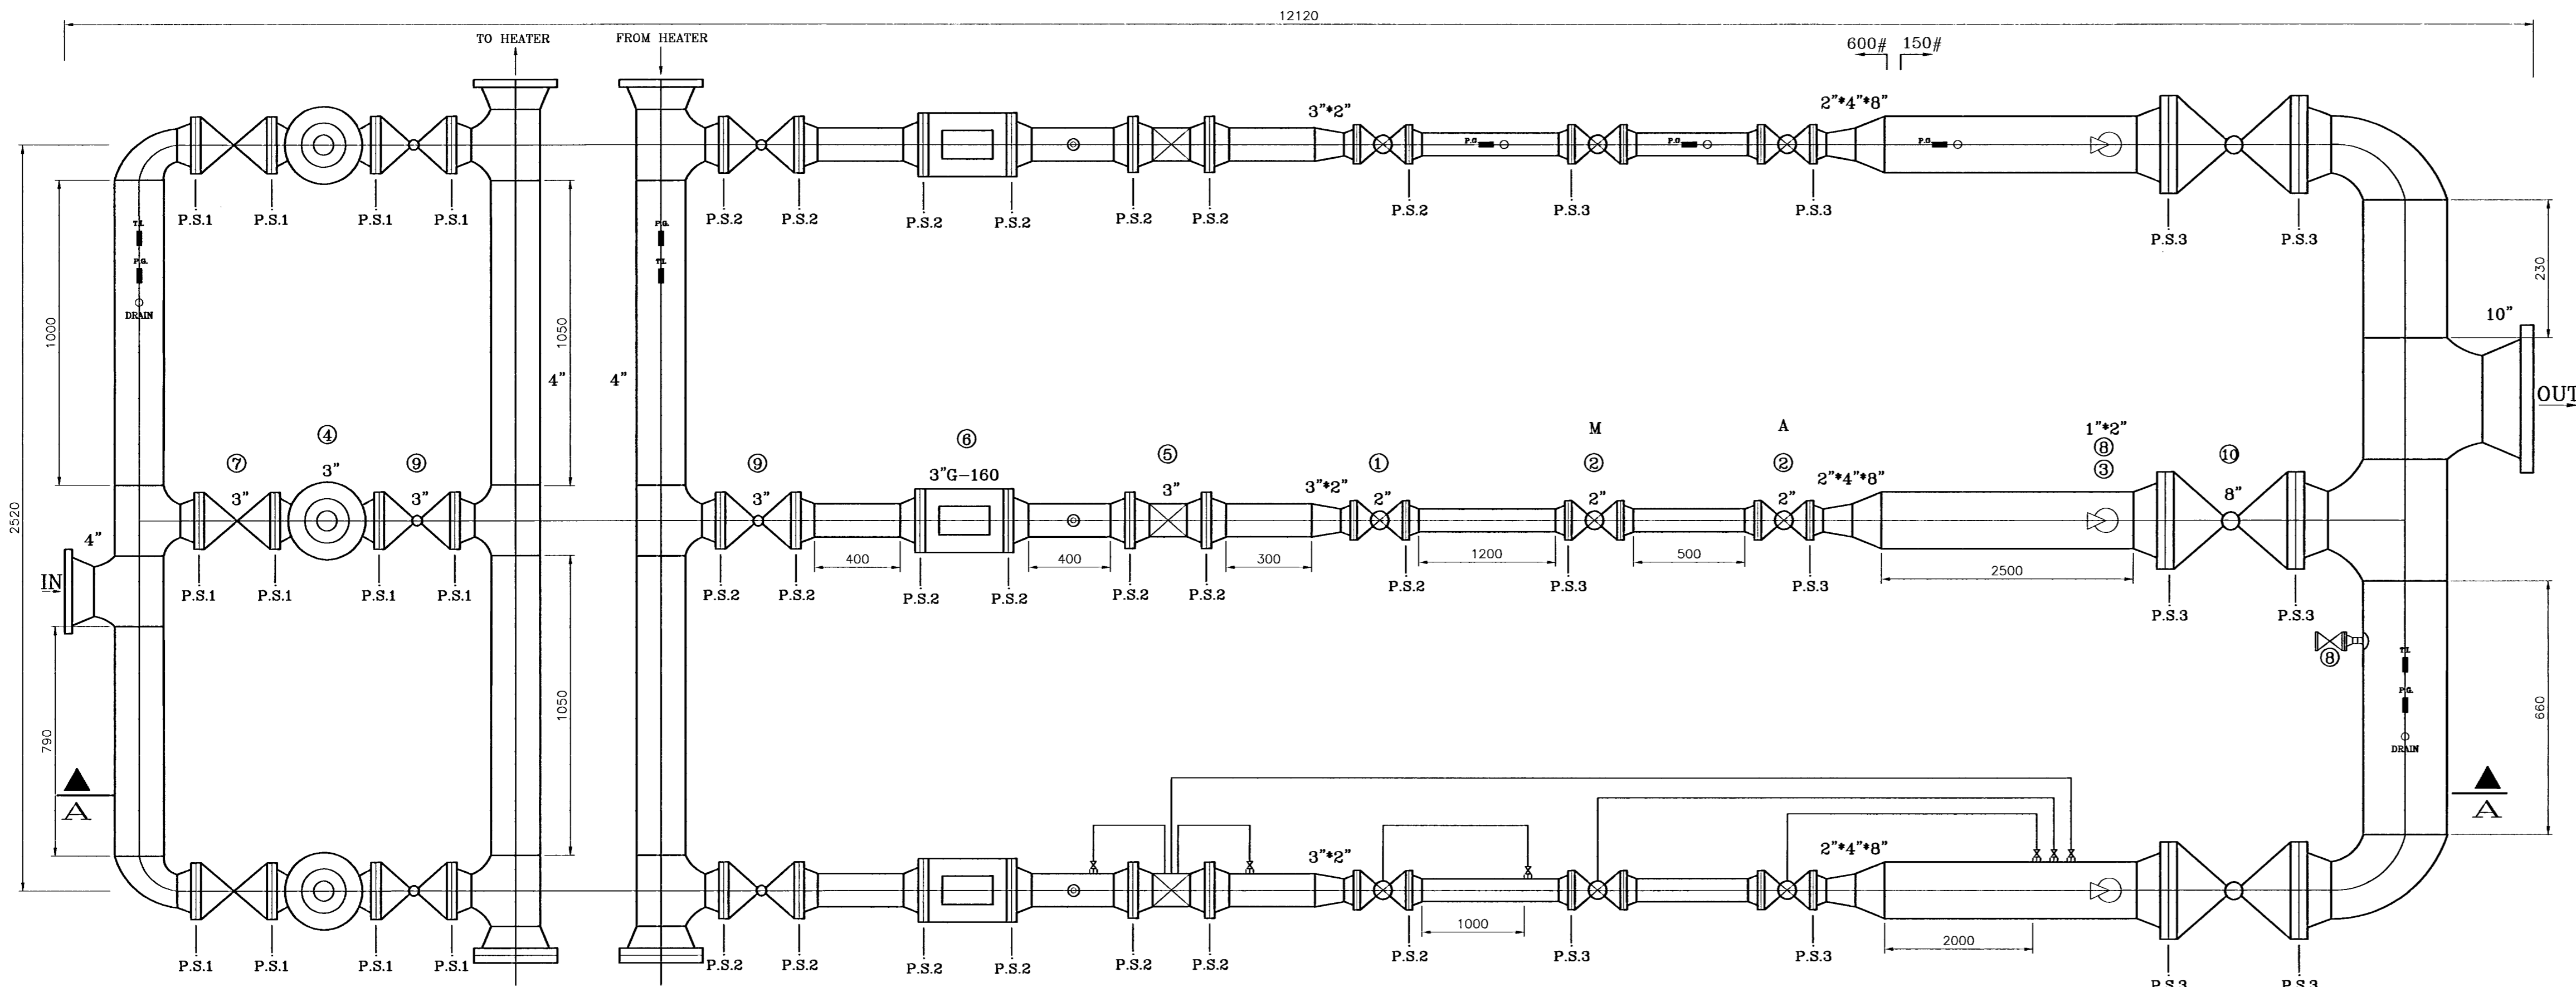 12120
TO HEATER
FROM HEATER
600# 150#
3"*2"
2"*4"*8"
P.G P.G P.G
P.S.1 P.S.1 P.S.1 P.S.1 P.S.2 P.S.2 P.S.2 P.S.2 P.S.2 P.S.2 P.S.2 P.S.3 P.S.3 P.S.3 P.S.3
T.I. P.G.
P.G. T.I.
DRAIN
1000 1050 230
10"
4" 4"
OUT
④ M A 1"*2"
⑦ 3" ⑨ ⑨ ⑥ ⑤ ① ② ② ⑧ ⑩
③
3" 3" 3" 3"G-160 3" 3"*2" 2" 2" 2" 2"*4"*8" 8"
2520
4"
IN
400 400 300 1200 500 2500
P.S.1 P.S.1 P.S.1 P.S.1 P.S.2 P.S.2 P.S.2 P.S.2 P.S.2 P.S.2 P.S.2 P.S.3 P.S.3 P.S.3 P.S.3
⑧
T.I.
P.G.
DRAIN
790 1050 660
A A
3"*2" 2"*4"*8"
1000 2000
P.S.1 P.S.1 P.S.1 P.S.1 P.S.2 P.S.2 P.S.2 P.S.2 P.S.2 P.S.2 P.S.2 P.S.3 P.S.3 P.S.3 P.S.3